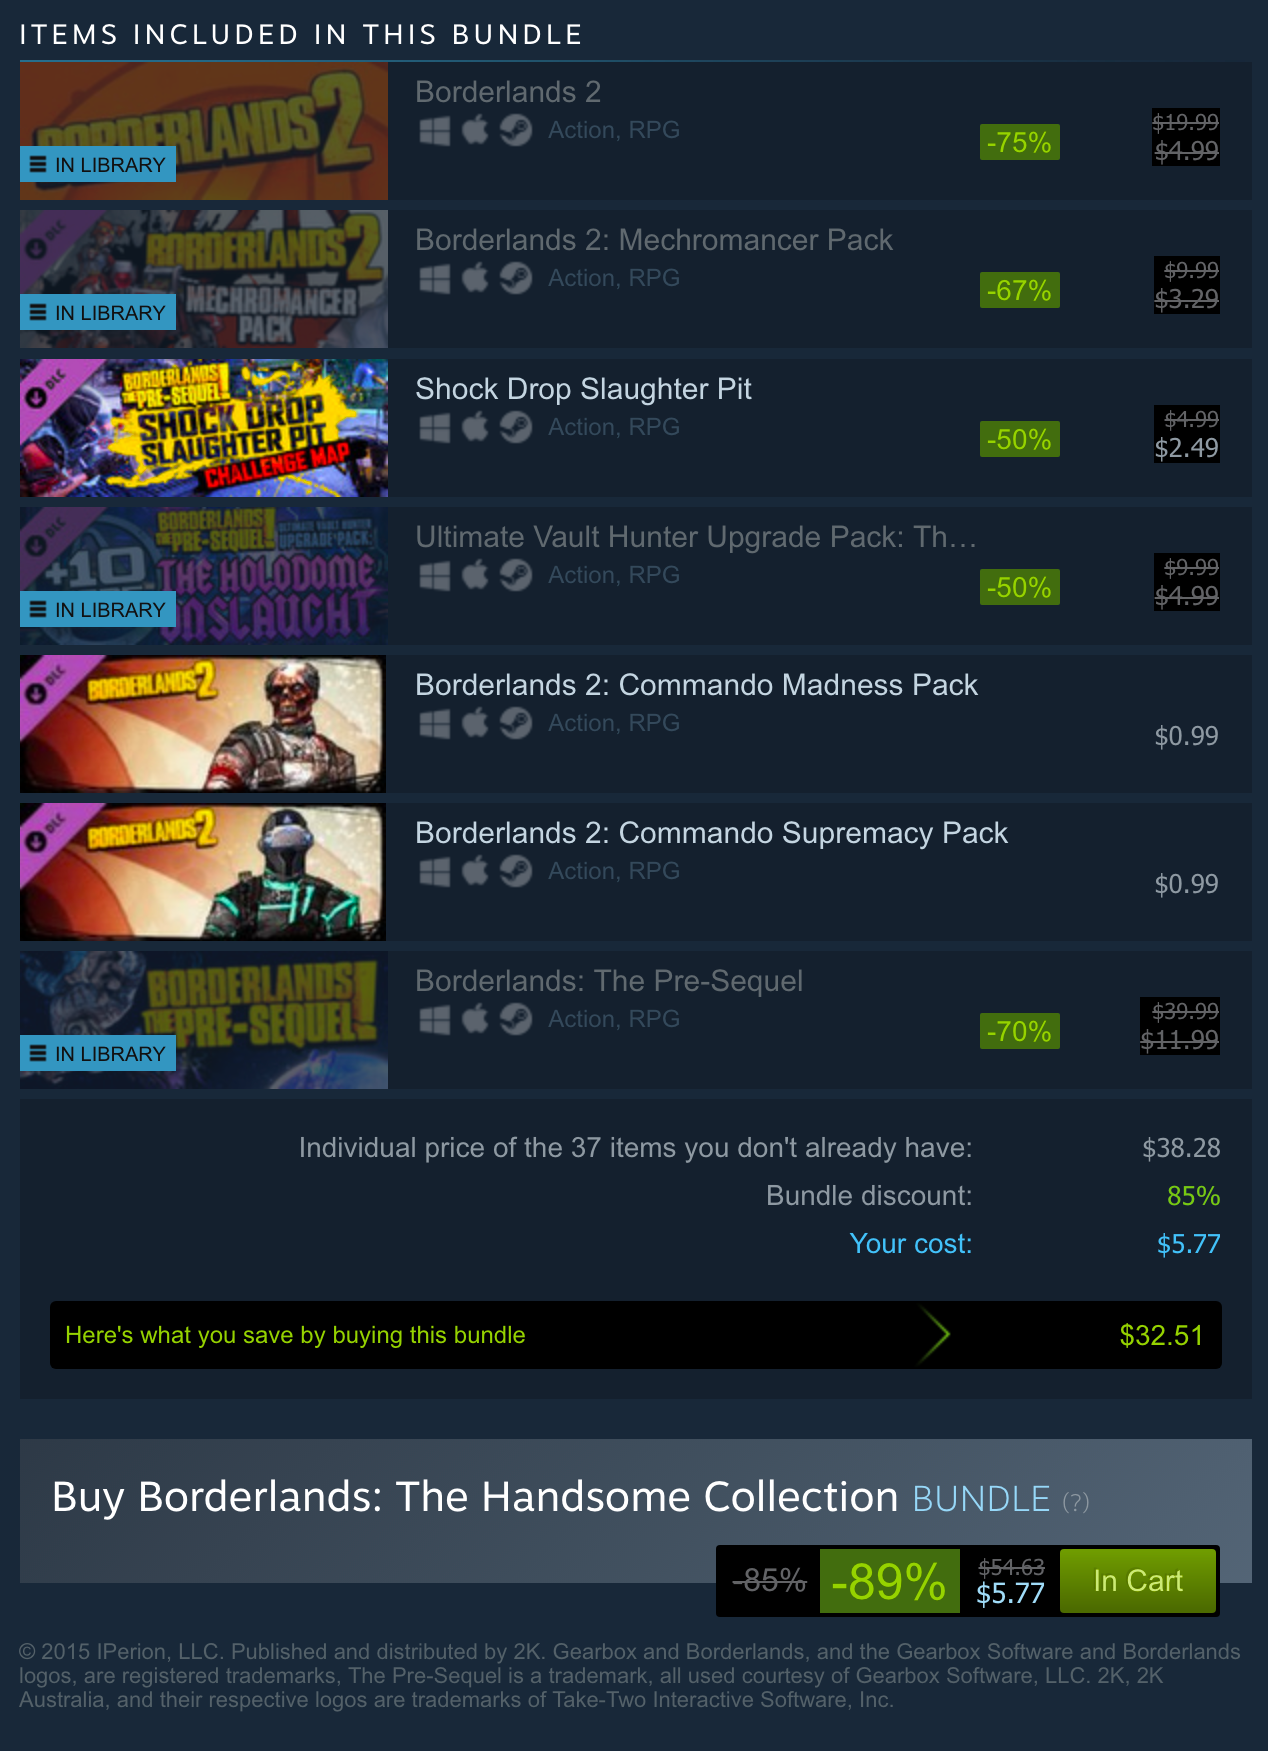 ITEMS INCLUDED IN THIS BUNDLE
BORDERLANDS 2
IN LIBRARY
Borderlands 2
Action, RPG
-75%
$19.99
$4.99
DLC
BORDERLANDS 2
MECHROMANCER
PACK
IN LIBRARY
Borderlands 2: Mechromancer Pack
Action, RPG
-67%
$9.99
$3.29
DLC
BORDERLANDS
THE PRE-SEQUEL!
SHOCK DROP
SLAUGHTER PIT
CHALLENGE MAP
Shock Drop Slaughter Pit
Action, RPG
-50%
$4.99
$2.49
DLC
BORDERLANDS
THE PRE-SEQUEL!
ULTIMATE VAULT HUNTER
UPGRADE PACK:
+10
THE HOLODOME
ONSLAUGHT
IN LIBRARY
Ultimate Vault Hunter Upgrade Pack: Th...
Action, RPG
-50%
$9.99
$4.99
DLC
BORDERLANDS 2
Borderlands 2: Commando Madness Pack
Action, RPG
$0.99
DLC
BORDERLANDS 2
Borderlands 2: Commando Supremacy Pack
Action, RPG
$0.99
BORDERLANDS
THE PRE-SEQUEL!
IN LIBRARY
Borderlands: The Pre-Sequel
Action, RPG
-70%
$39.99
$11.99
Individual price of the 37 items you don't already have: $38.28
Bundle discount: 85%
Your cost: $5.77
Here's what you save by buying this bundle $32.51
Buy Borderlands: The Handsome Collection BUNDLE (?)
-85% -89% $54.63 $5.77 In Cart
© 2015 IPerion, LLC. Published and distributed by 2K. Gearbox and Borderlands, and the Gearbox Software and Borderlands
logos, are registered trademarks, The Pre-Sequel is a trademark, all used courtesy of Gearbox Software, LLC. 2K, 2K
Australia, and their respective logos are trademarks of Take-Two Interactive Software, Inc.